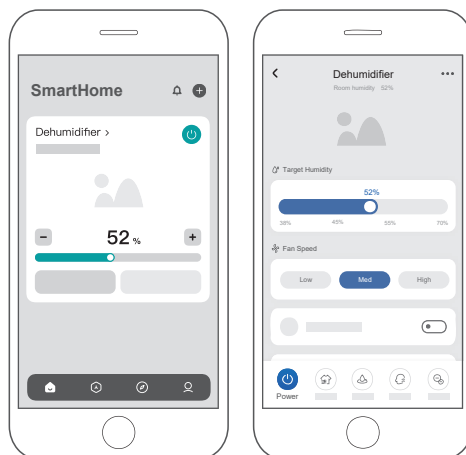 SmartHome
Dehumidifier >
52 %
Dehumidifier
Room humidity 52%
Target Humidity
52%
38% 45% 55% 70%
Fan Speed
Low Med High
Power